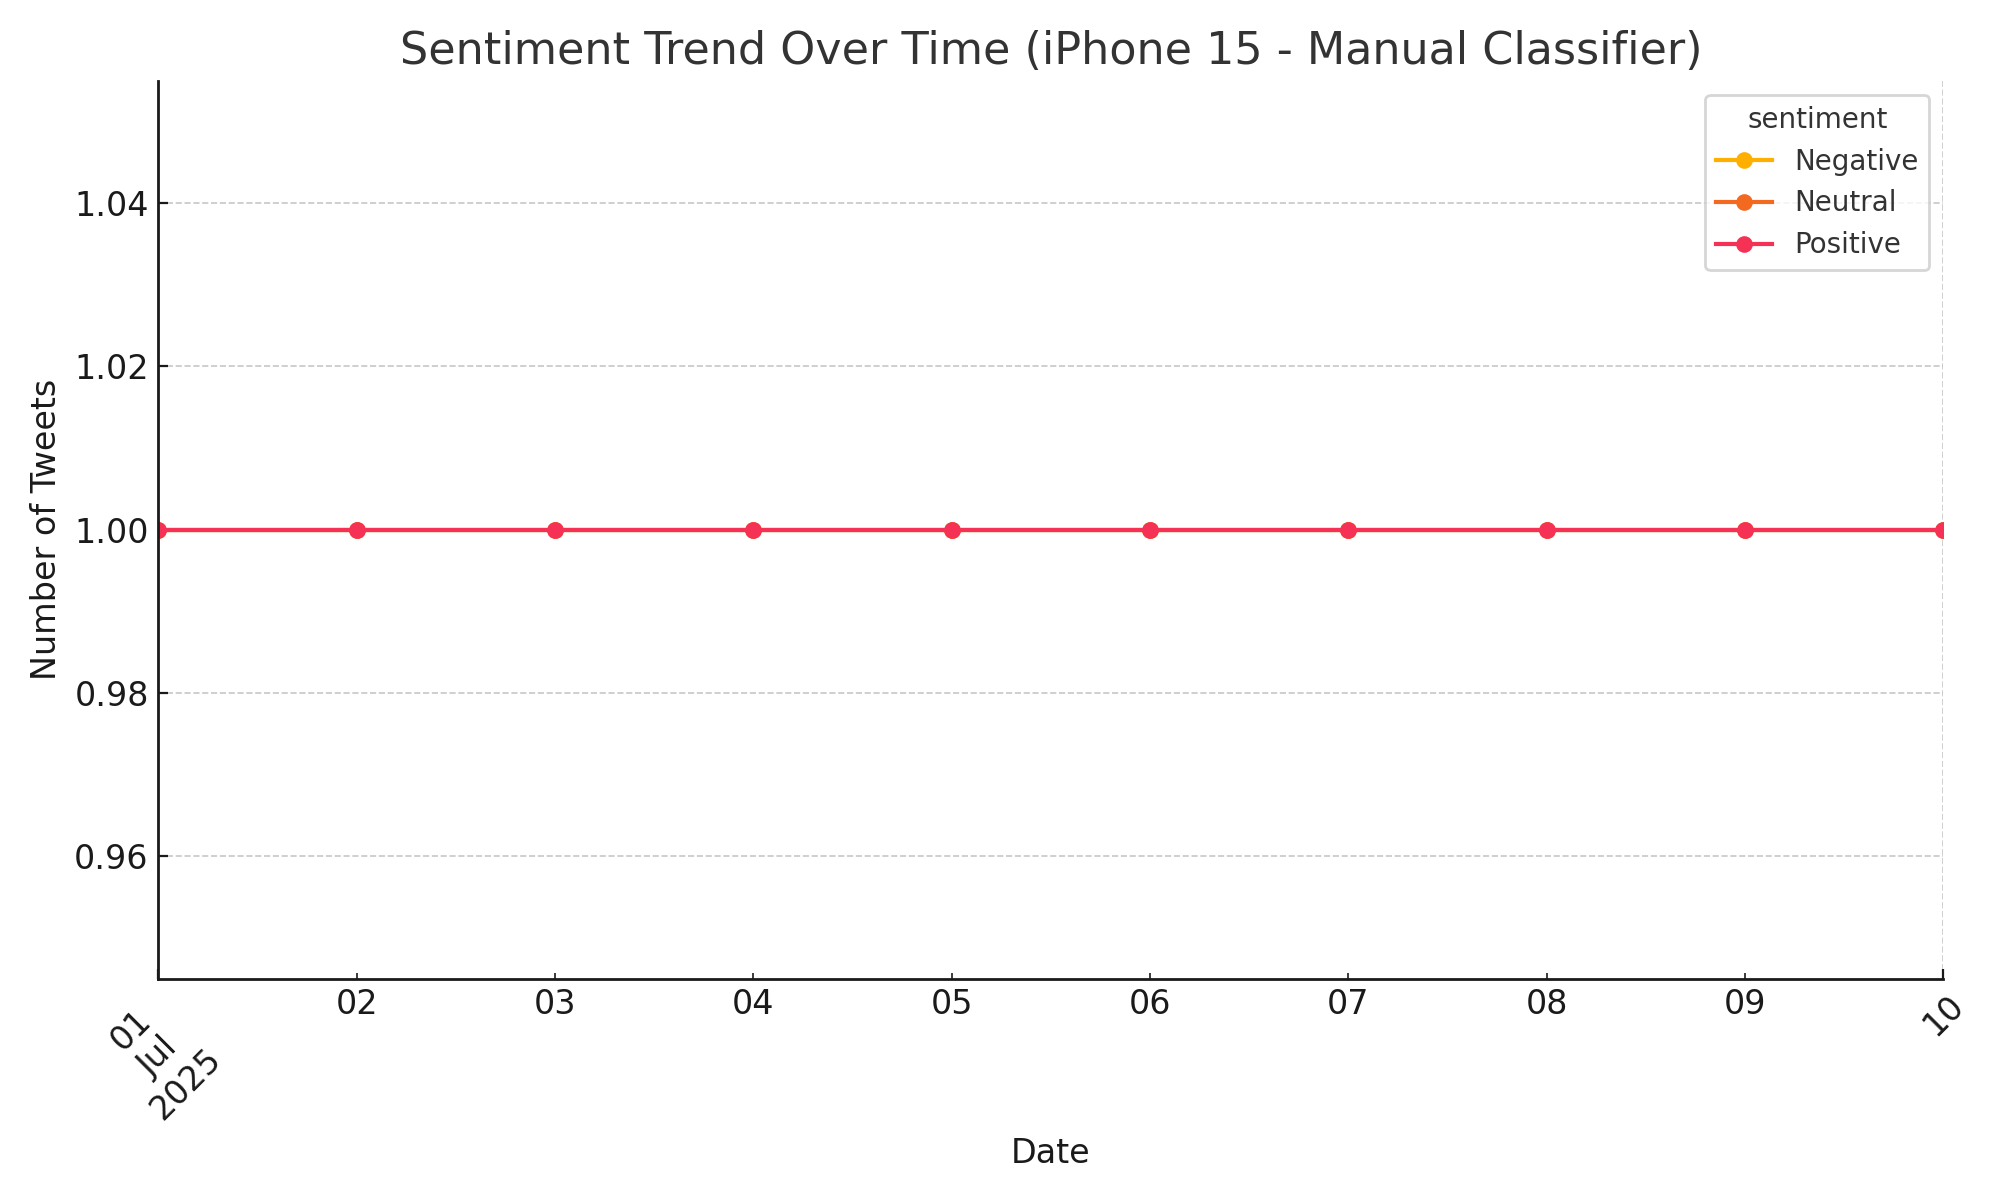 Sentiment Trend Over Time (iPhone 15 - Manual Classifier)
sentiment
Negative
Neutral
Positive
Number of Tweets
1.04
1.02
1.00
0.98
0.96
01
Jul
2025
02
03
04
05
06
07
08
09
10
Date